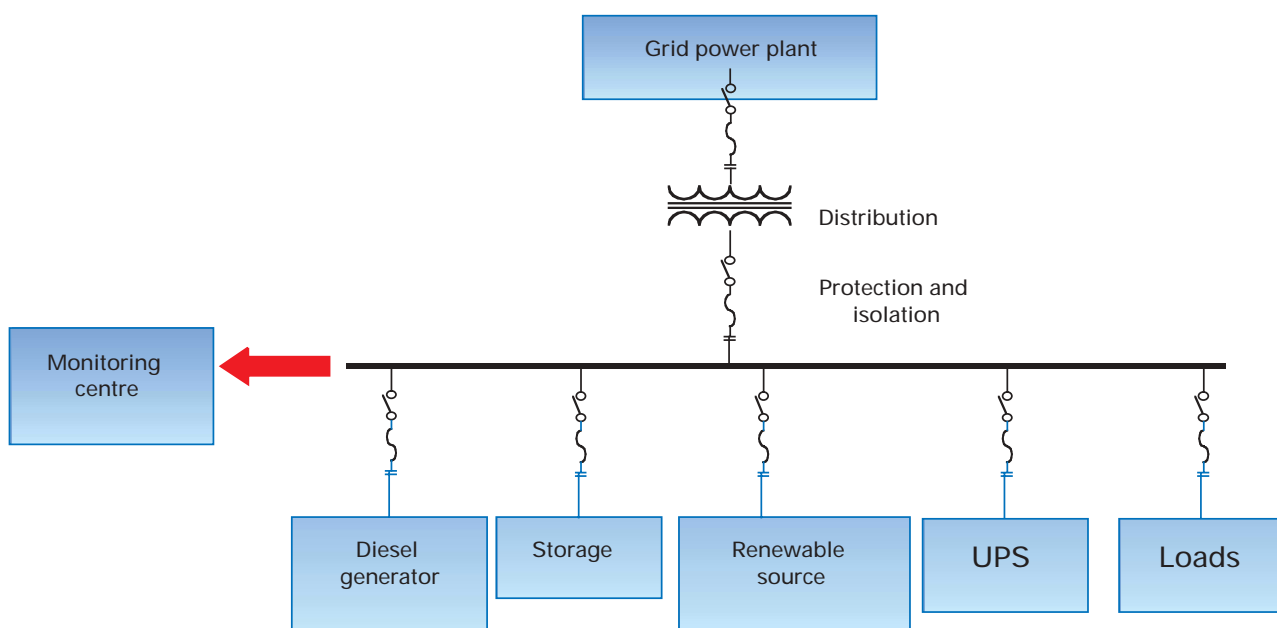 Grid power plant
Distribution
Protection and
isolation
Monitoring
centre
Diesel
generator
Storage
Renewable
source
UPS
Loads